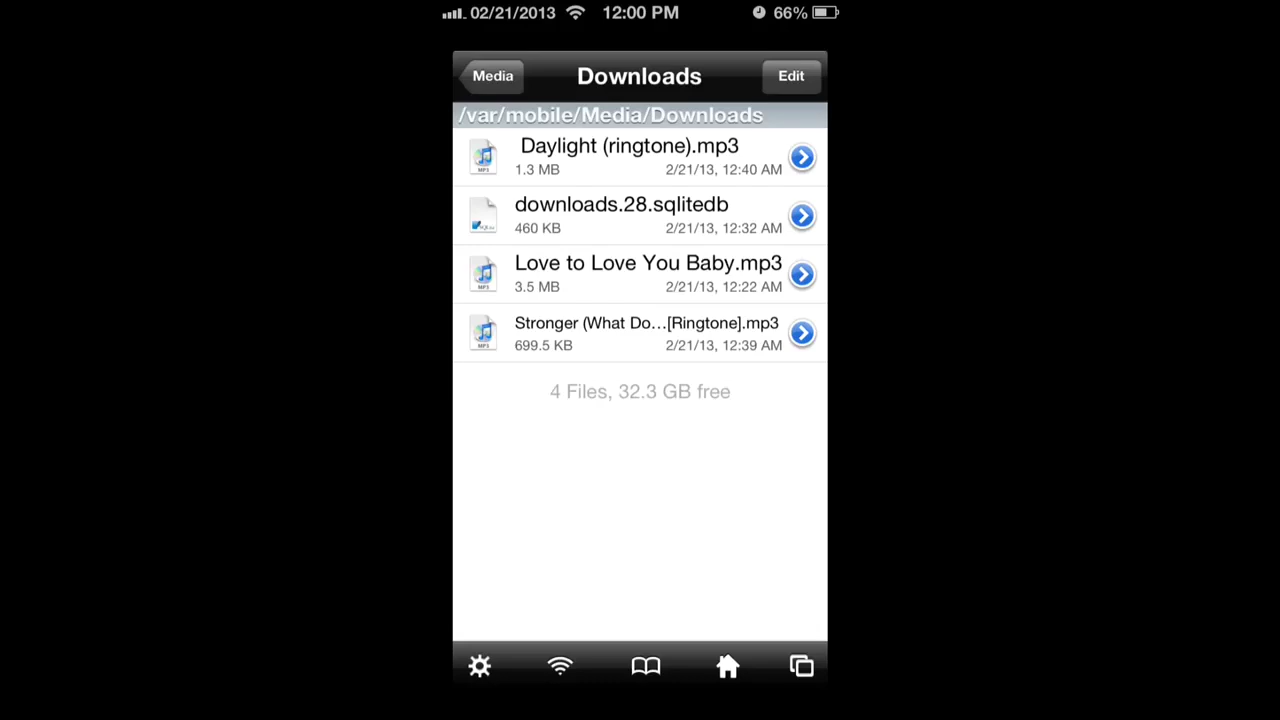 02/21/2013 12:00 PM 66%
Media Downloads Edit
/var/mobile/Media/Downloads
Daylight (ringtone).mp3
MP3 1.3 MB 2/21/13, 12:40 AM
downloads.28.sqlitedb
460 KB 2/21/13, 12:32 AM
Love to Love You Baby.mp3
MP3 3.5 MB 2/21/13, 12:22 AM
Stronger (What Do...[Ringtone].mp3
MP3 699.5 KB 2/21/13, 12:39 AM
4 Files, 32.3 GB free